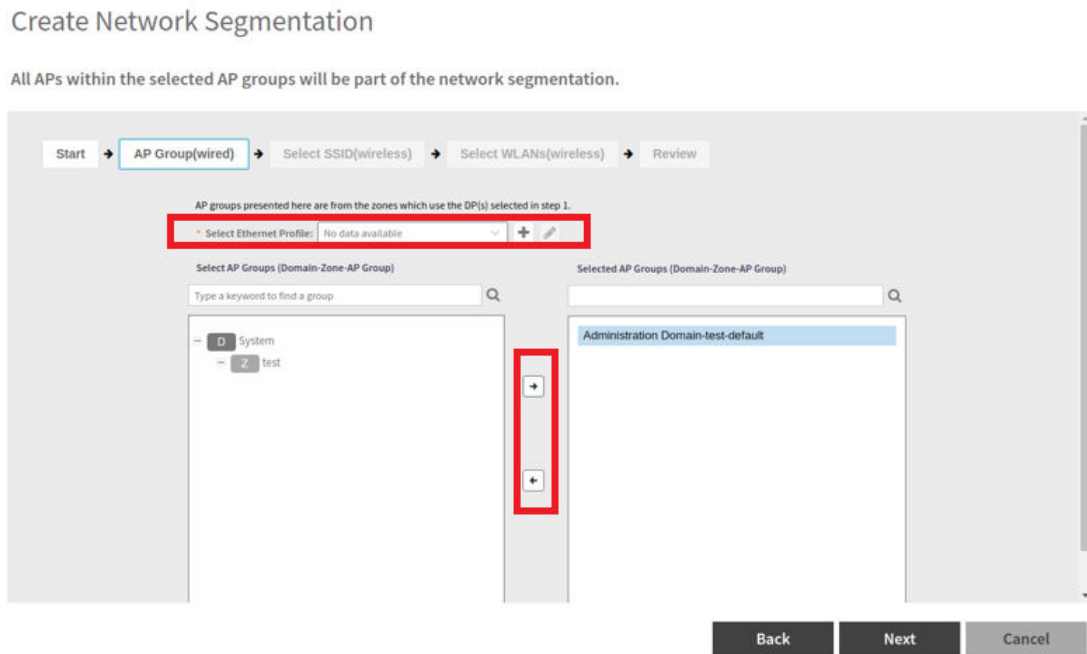 Create Network Segmentation
All APs within the selected AP groups will be part of the network segmentation.
Start → AP Group(wired) → Select SSID(wireless) → Select WLANs(wireless) → Review
AP groups presented here are from the zones which use the DP(s) selected in step 1.
* Select Ethernet Profile: No data available
Select AP Groups (Domain-Zone-AP Group)
Selected AP Groups (Domain-Zone-AP Group)
Type a keyword to find a group
D System
Z test
Administration Domain-test-default
Back Next Cancel